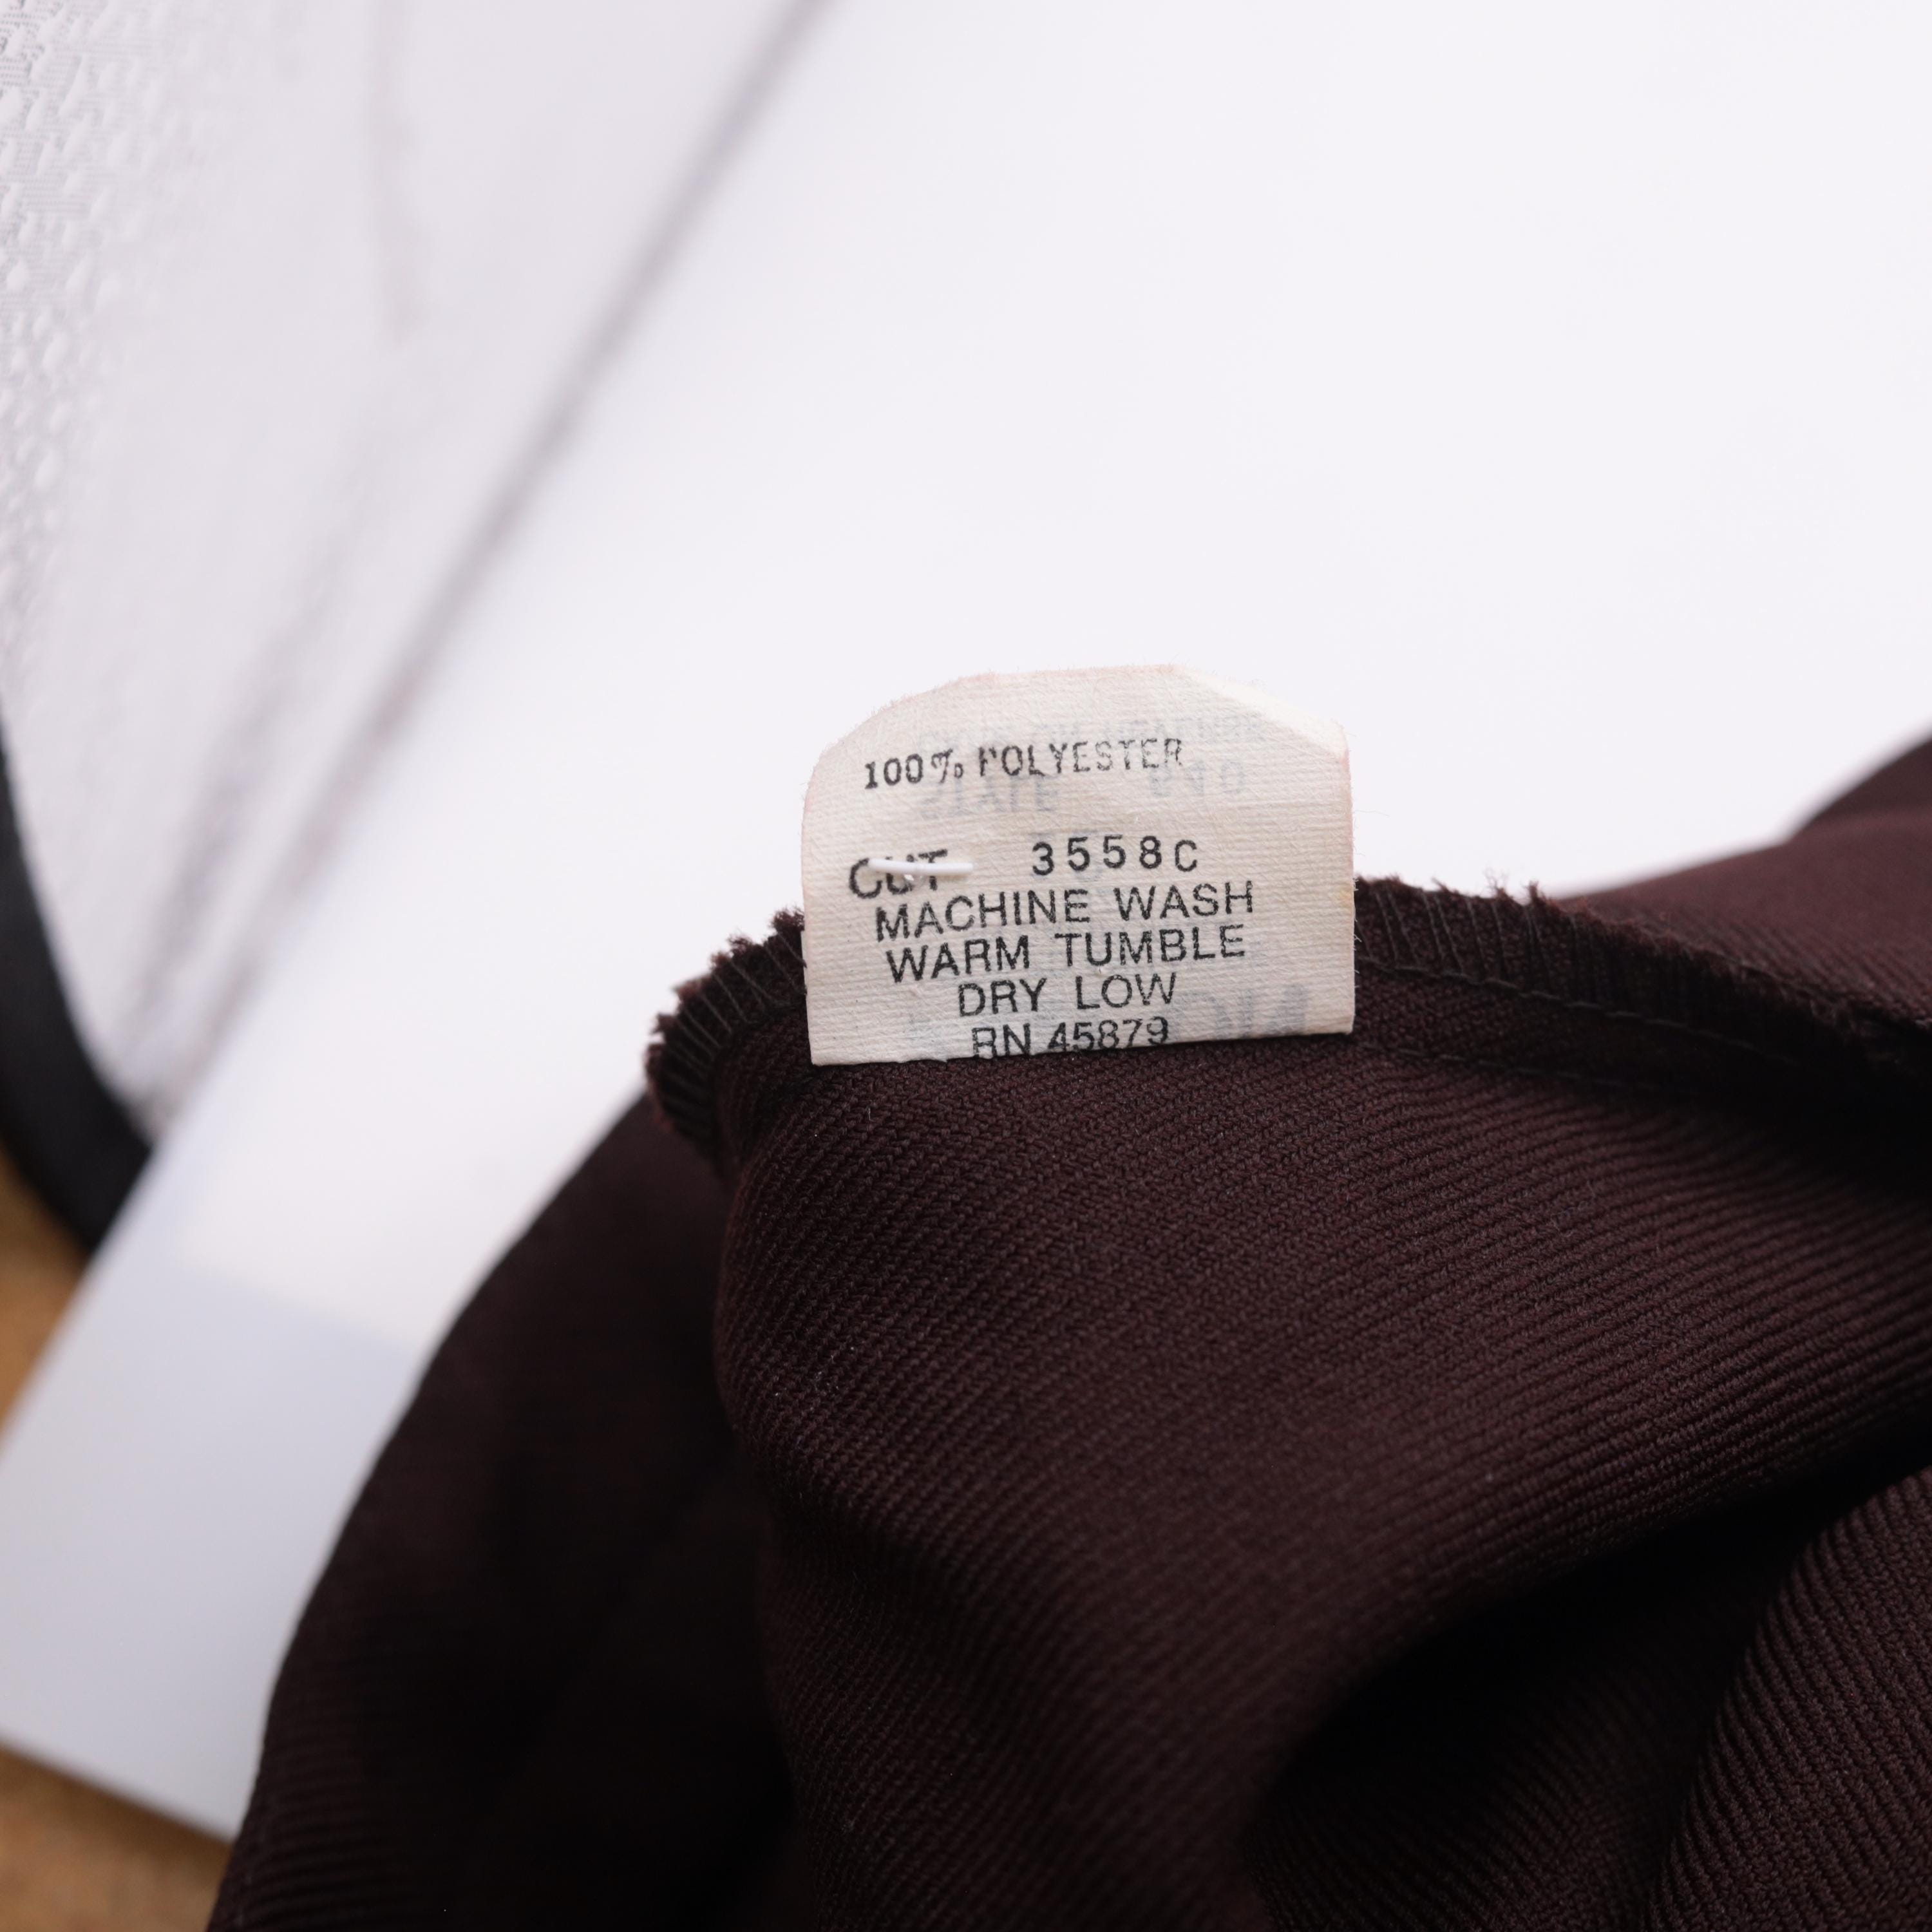 100% POLYESTER
CUT 3558C
MACHINE WASH
WARM TUMBLE
DRY LOW
RN 45879